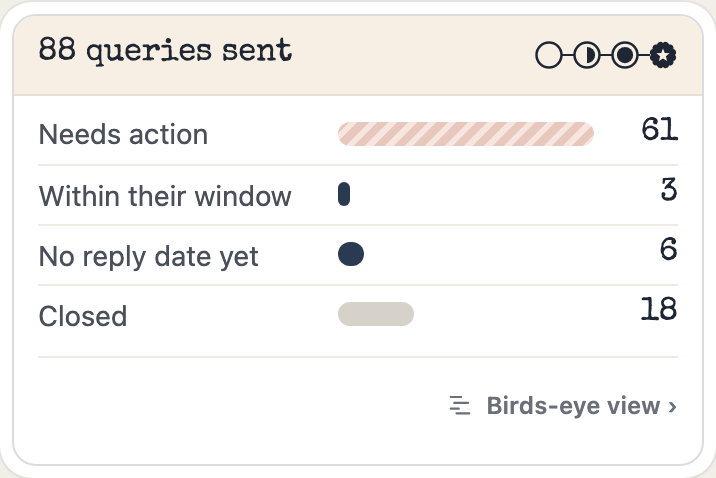 88 queries sent
Needs action 61
Within their window 3
No reply date yet 6
Closed 18
Birds-eye view ›